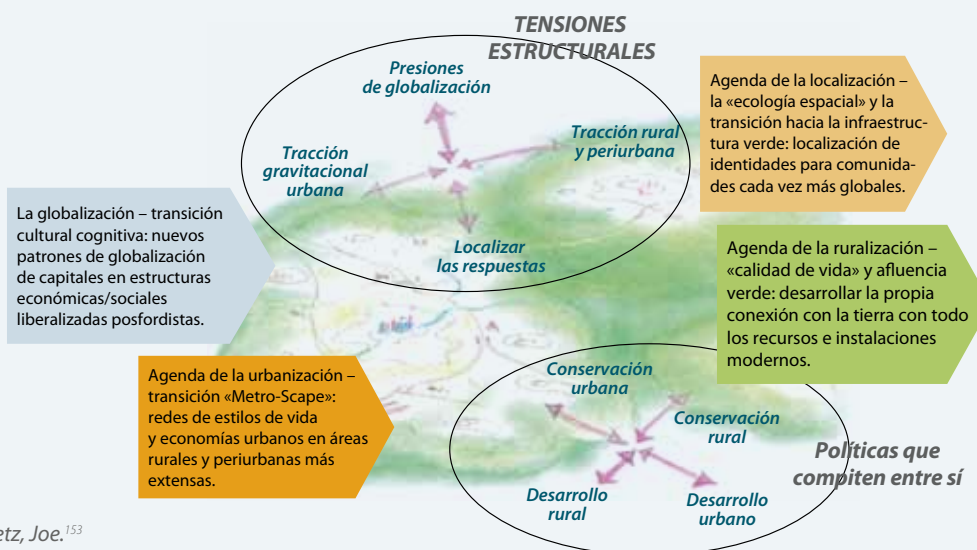 TENSIONES
ESTRUCTURALES
Presiones
de globalización
Tracción rural
y periurbana
Tracción
gravitacional
urbana
Localizar
las respuestas
Agenda de la localización –
la «ecología espacial» y la
transición hacia la infraestruc-
tura verde: localización de
identidades para comunida-
des cada vez más globales.
La globalización – transición
cultural cognitiva: nuevos
patrones de globalización
de capitales en estructuras
económicas/sociales
liberalizadas posfordistas.
Agenda de la ruralización –
«calidad de vida» y afluencia
verde: desarrollar la propia
conexión con la tierra con todo
los recursos e instalaciones
modernos.
Agenda de la urbanización –
transición «Metro-Scape»:
redes de estilos de vida
y economías urbanos en áreas
rurales y periurbanas más
extensas.
Conservación
urbana
Conservación
rural
Desarrollo
rural
Desarrollo
urbano
Políticas que
compiten entre sí
etz, Joe.153